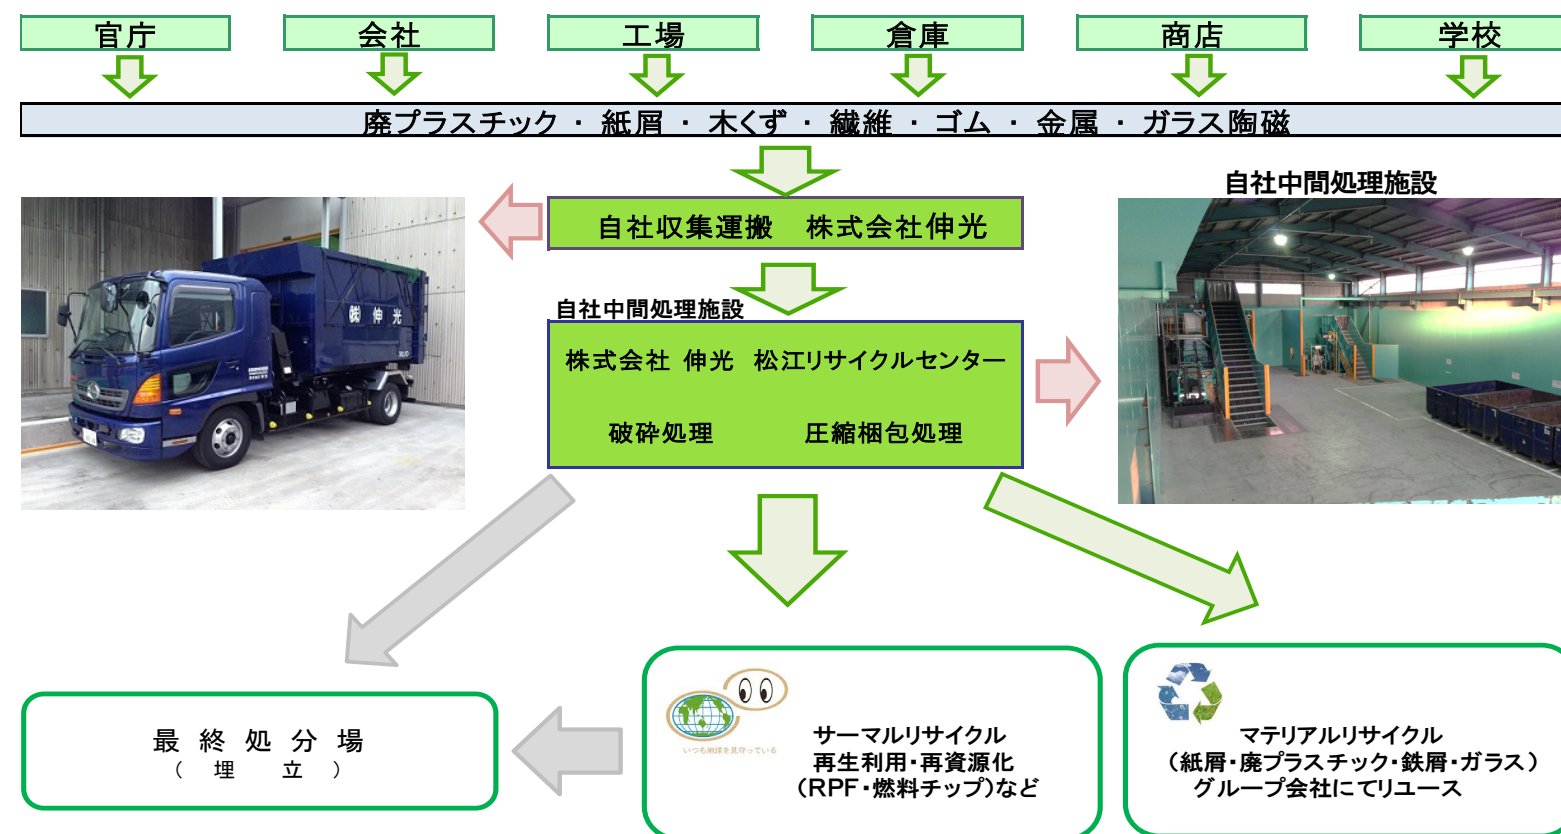 官庁
会社
工場
倉庫
商店
学校
廃プラスチック ・ 紙屑 ・ 木くず ・ 繊維 ・ ゴム ・ 金属 ・ ガラス陶磁
自社中間処理施設
自社収集運搬 株式会社伸光
㈱ 伸 光
自社中間処理施設
株式会社 伸光 松江リサイクルセンター
破砕処理 圧縮梱包処理
いつも地球を見守っている
サーマルリサイクル
再生利用・再資源化
(RPF・燃料チップ)など
マテリアルリサイクル
(紙屑・廃プラスチック・鉄屑・ガラス)
グループ会社にてリユース
最 終 処 分 場
( 埋 立 )